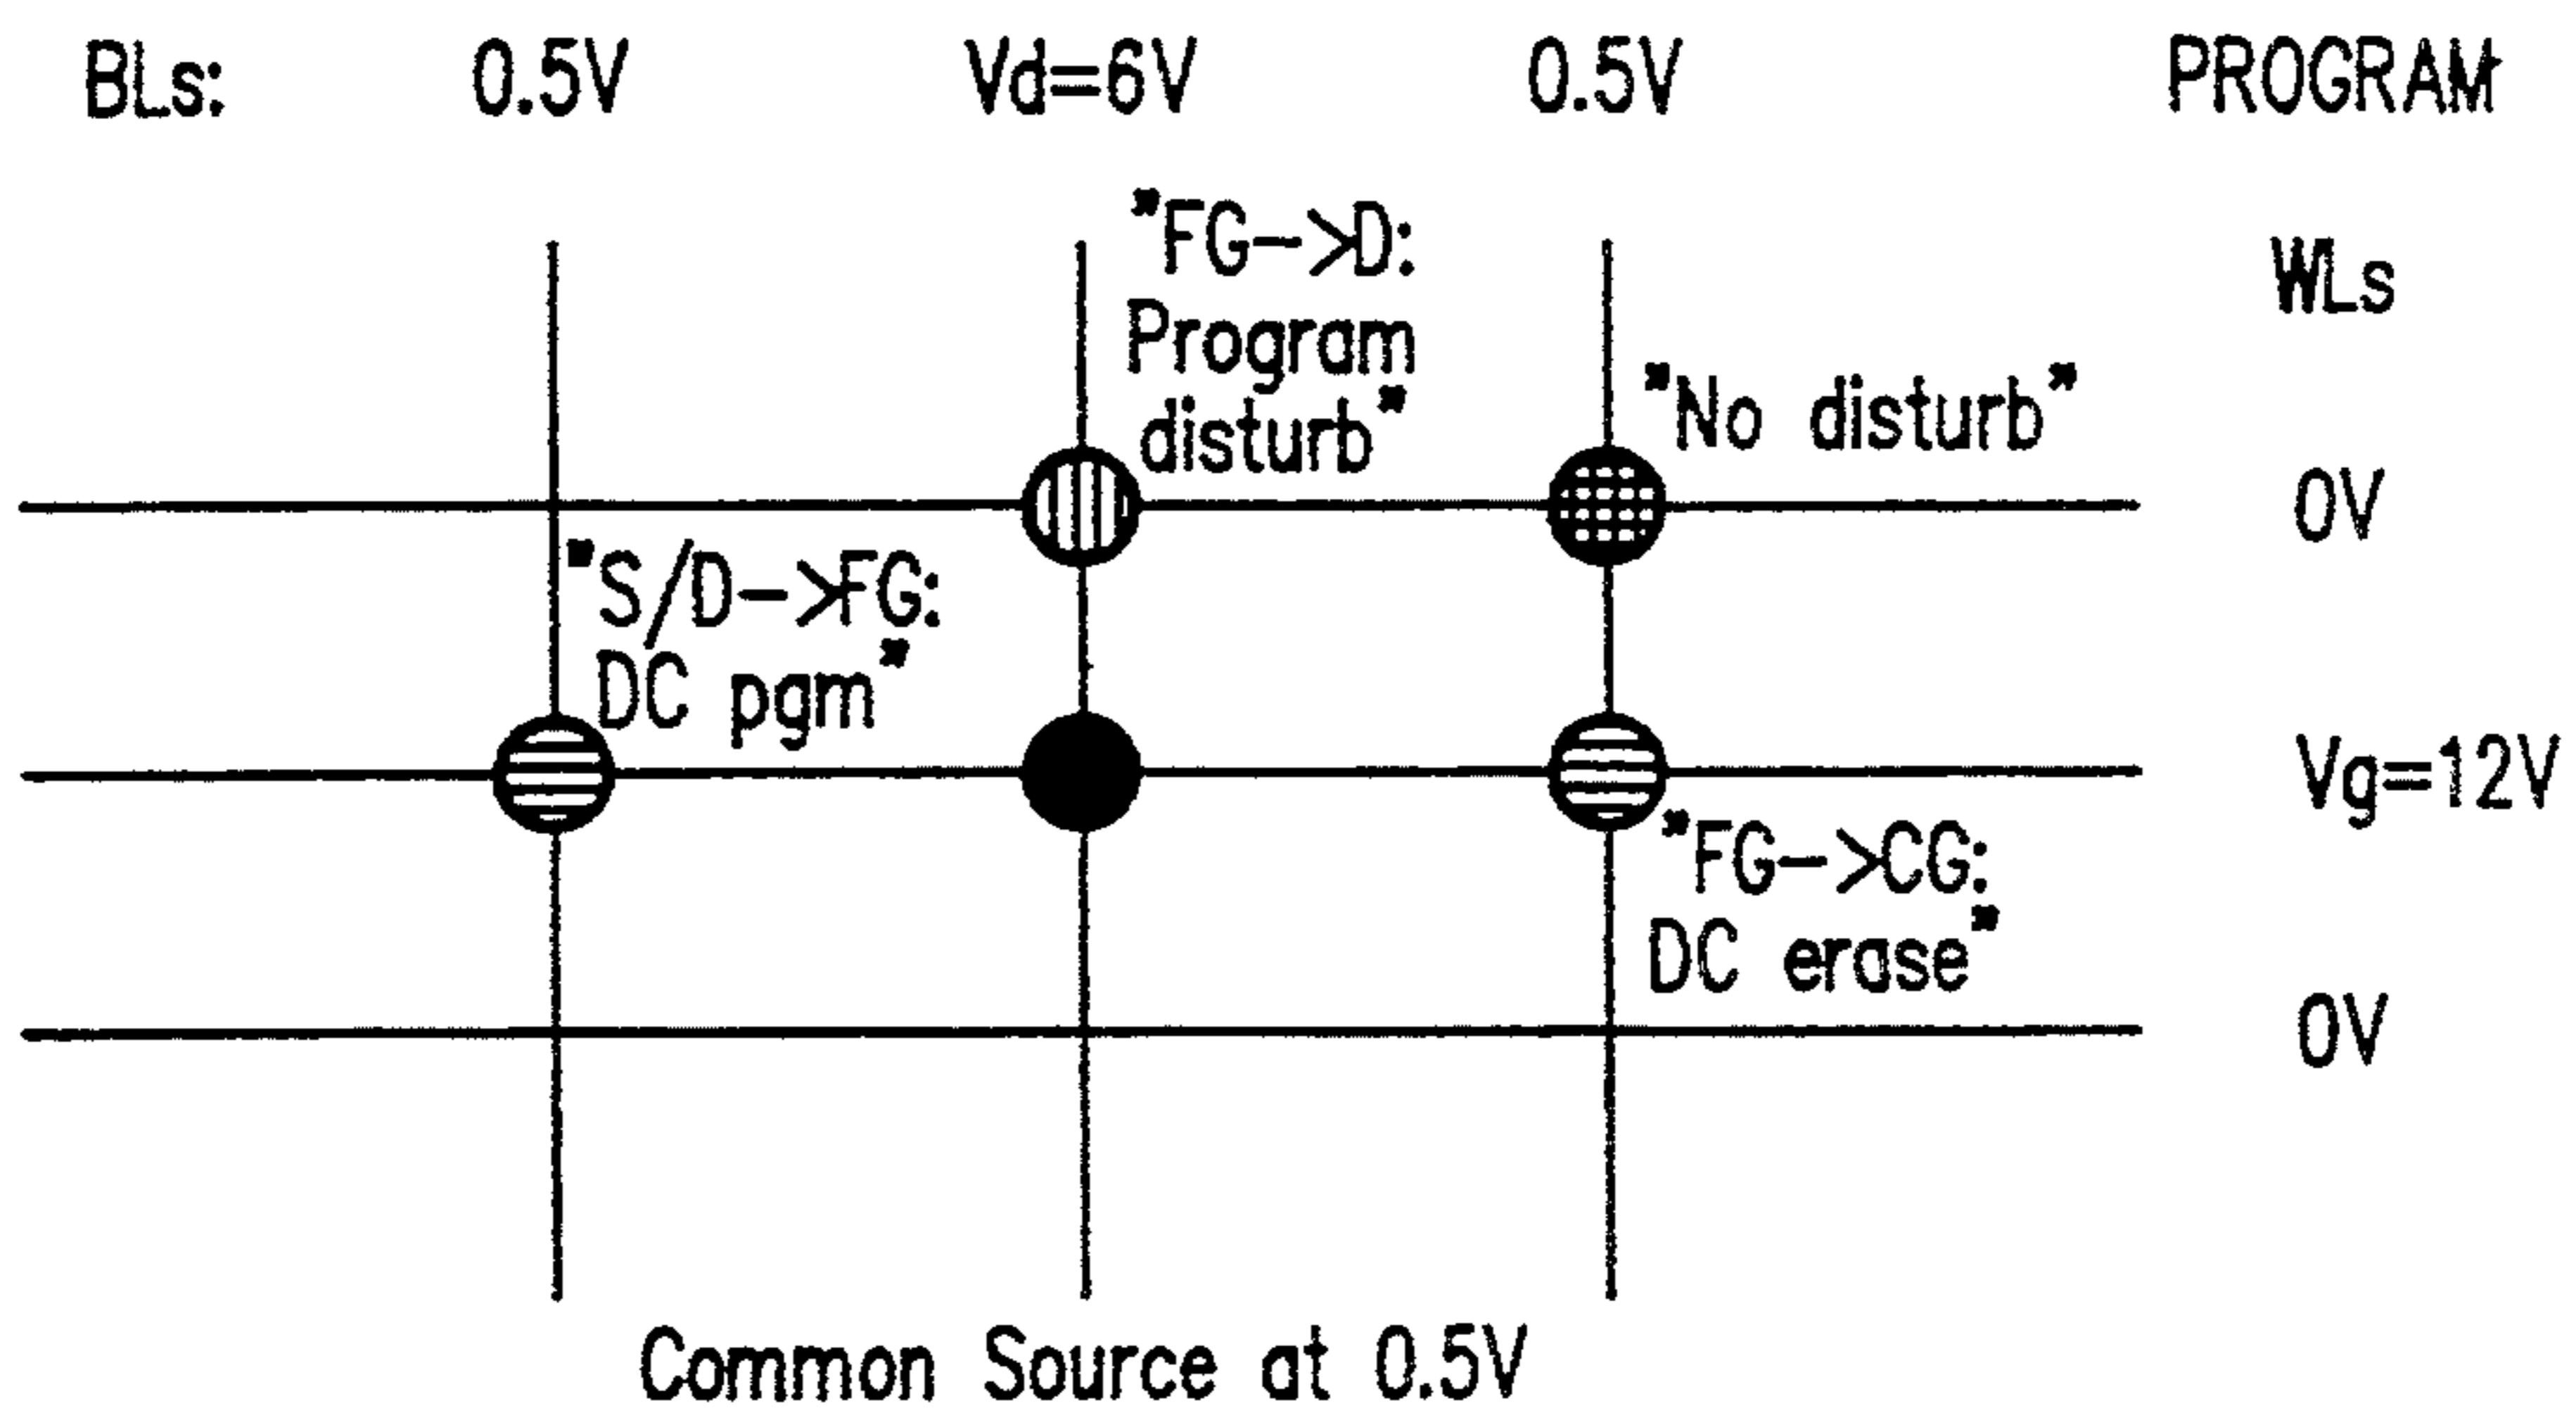 BLs: 0.5V Vd=6V 0.5V PROGRAM
WLs
"FG->D:
Program
disturb"
"No disturb"
0V
"S/D->FG:
DC pgm"
Vg=12V
"FG->CG:
DC erase"
0V
Common Source at 0.5V